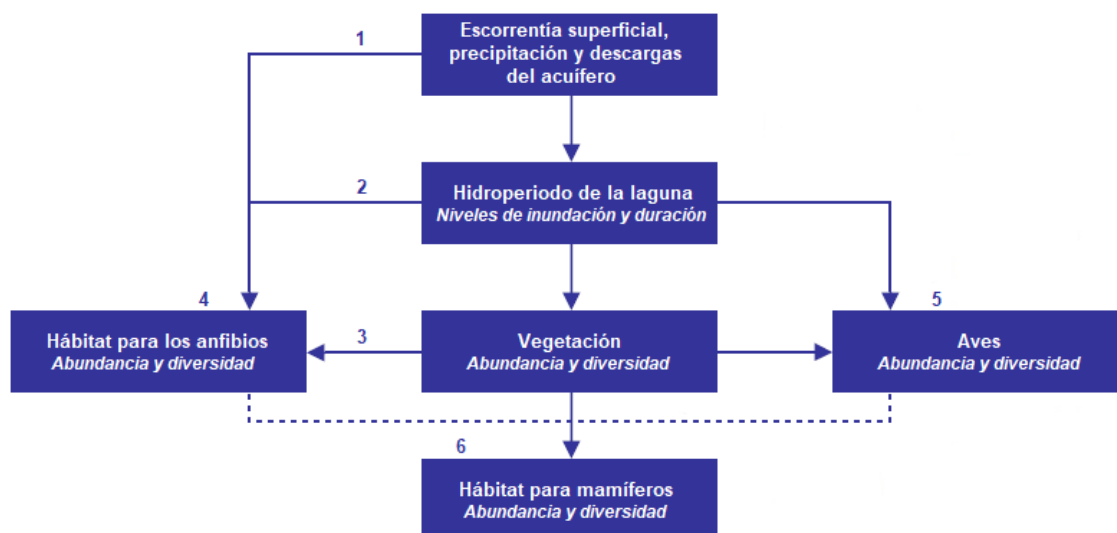 1
Escorrentía superficial,
precipitación y descargas
del acuífero
2
Hidroperiodo de la laguna
Niveles de inundación y duración
4
5
Hábitat para los anfibios
Abundancia y diversidad
3
Vegetación
Abundancia y diversidad
Aves
Abundancia y diversidad
6
Hábitat para mamíferos
Abundancia y diversidad